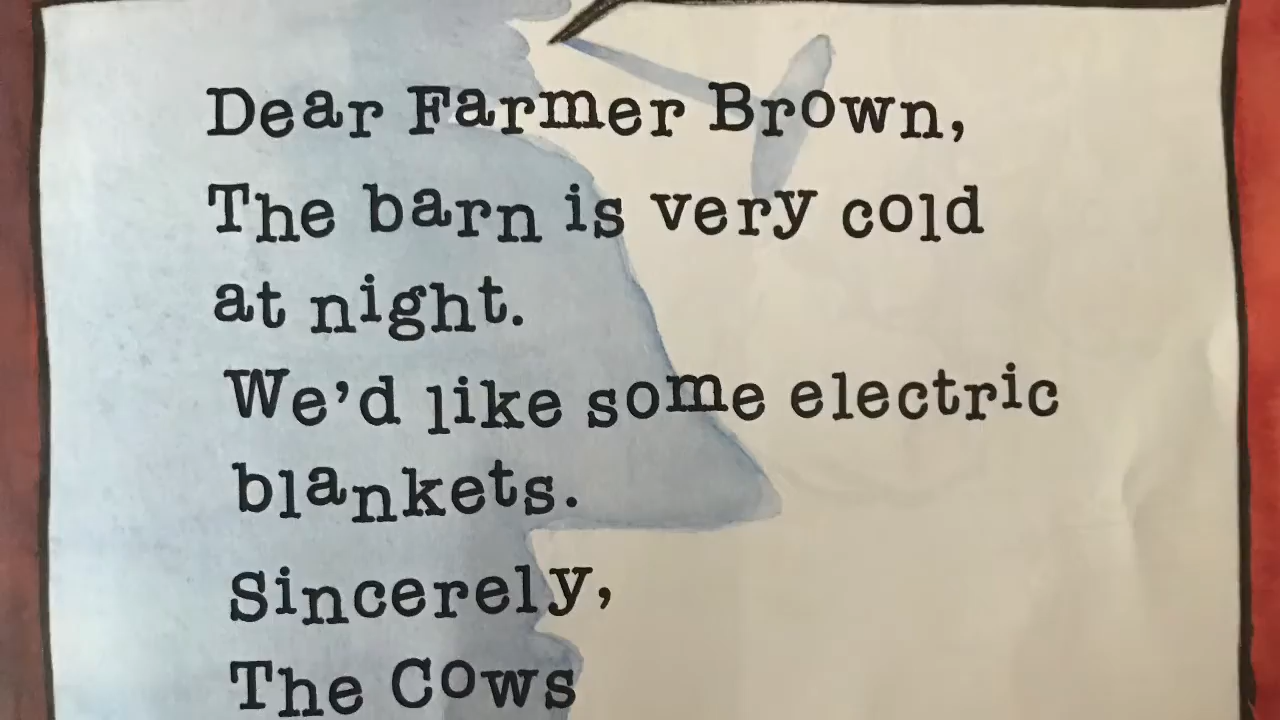 Dear Farmer Brown,
The barn is very cold
at night.
We'd like some electric
blankets.
Sincerely,
The Cows